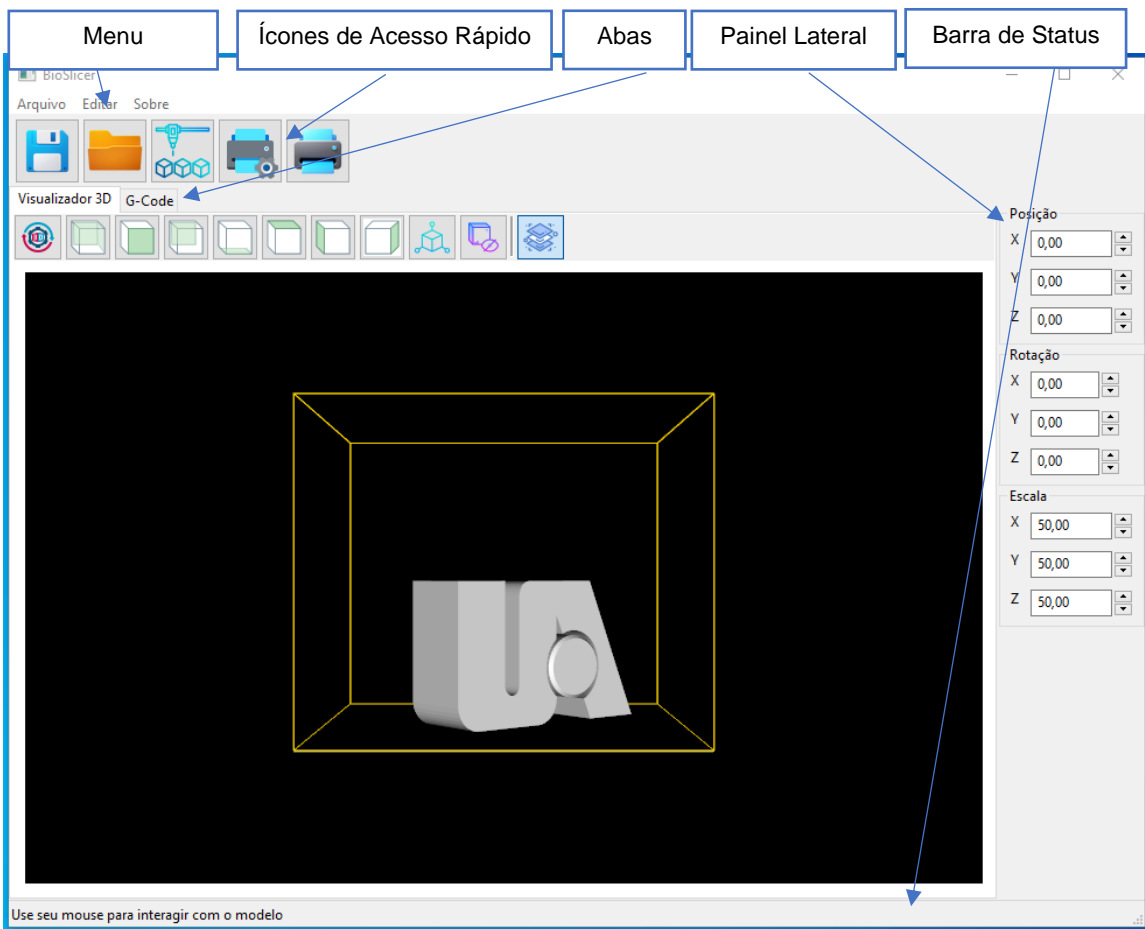 Menu
Ícones de Acesso Rápido
Abas
Painel Lateral
Barra de Status
BioSlicer
Arquivo Editar Sobre
Visualizador 3D G-Code
Posição
X 0,00
Y 0,00
Z 0,00
Rotação
X 0,00
Y 0,00
Z 0,00
Escala
X 50,00
Y 50,00
Z 50,00
Use seu mouse para interagir com o modelo